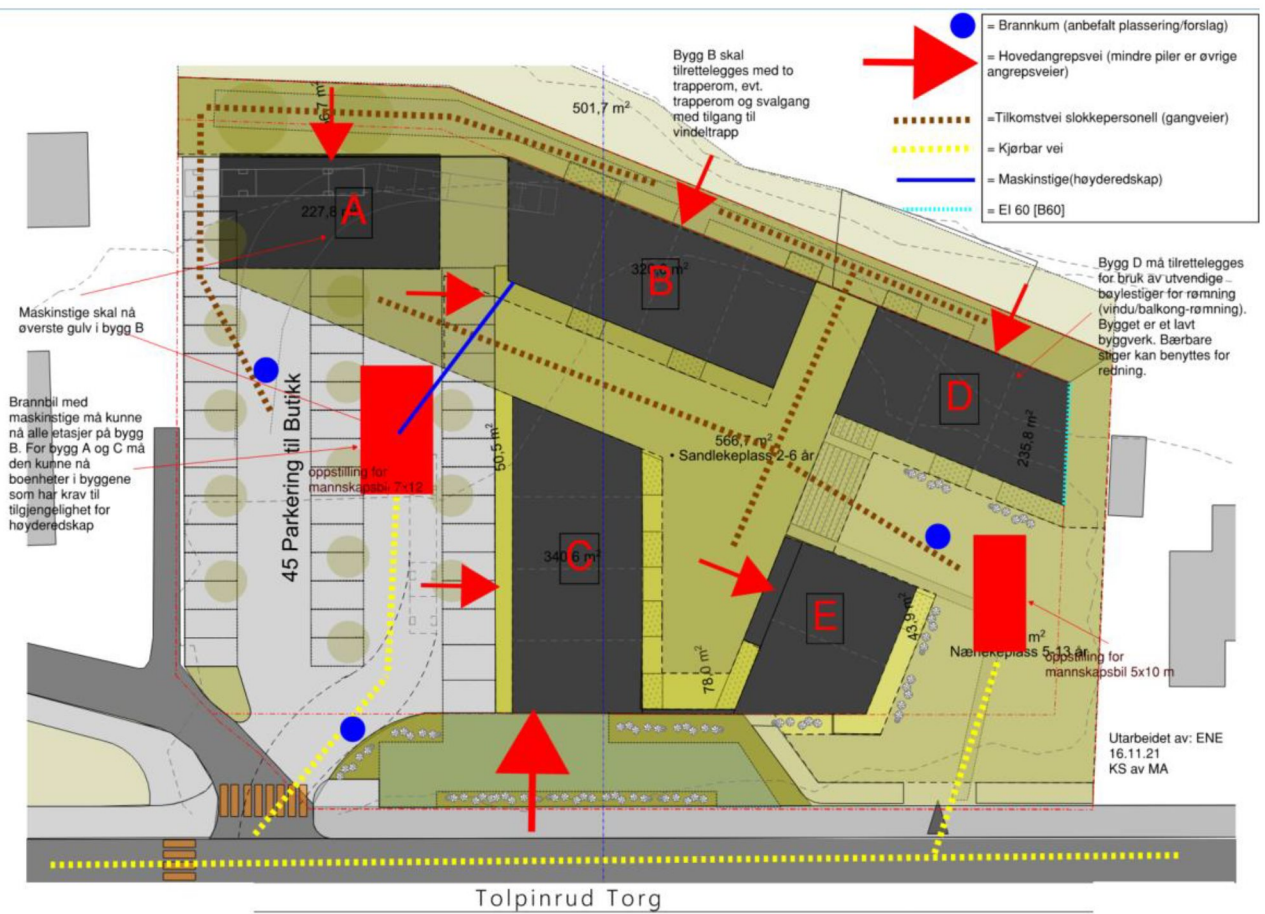 = Brannkum (anbefalt plassering/forslag)
= Hovedangrepsvei (mindre piler er øvrige
angrepsveier)
=Tilkomstvei slokkepersonell (gangveier)
= Kjørbar vei
= Maskinstige(høyderedskap)
= EI 60 [B60]
Bygg B skal
tilrettelegges med to
trapperom, evt.
trapperom og svalgang
med tilgang til
vindeltrapp
501,7 m²
A
B
320,0 m²
Bygg D må tilrettelegges
for bruk av utvendige
bøylestiger for rømning
(vindu/balkong-rømning).
Bygget er et lavt
byggverk. Bærbare
stiger kan benyttes for
redning.
Maskinstige skal nå
øverste gulv i bygg B
Brannbil med
maskinstige må kunne
nå alle etasjer på bygg
B. For bygg A og C må
den kunne nå
boenheter i byggene
som har krav til
tilgjengelighet for
høyderedskap
D
235,8 m²
566,7 m²
• Sandlekeplass 2-6 år
50,5 m²
oppstilling for
mannskapsbil 7x12
45 Parkering til Butikk
C
340,6 m²
E
43,9 m²
78,0 m²
m²
5-13 år
oppstilling for
mannskapsbil 5x10 m
Utarbeidet av: ENE
16.11.21
KS av MA
Tolpinrud Torg